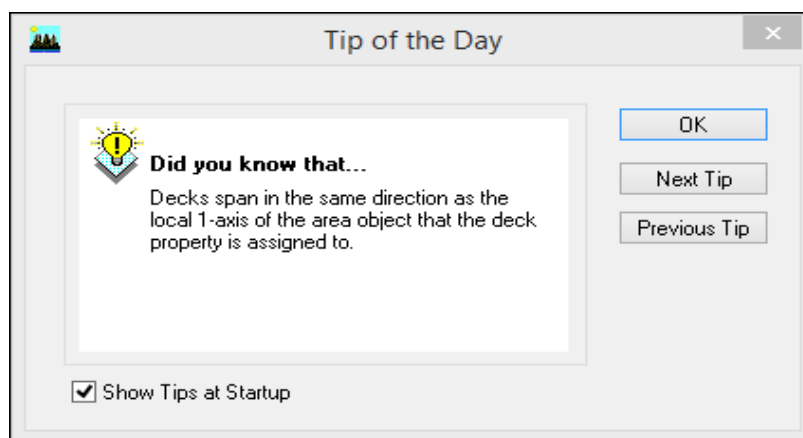 Tip of the Day
Did you know that...
Decks span in the same direction as the
local 1-axis of the area object that the deck
property is assigned to.
OK
Next Tip
Previous Tip
Show Tips at Startup